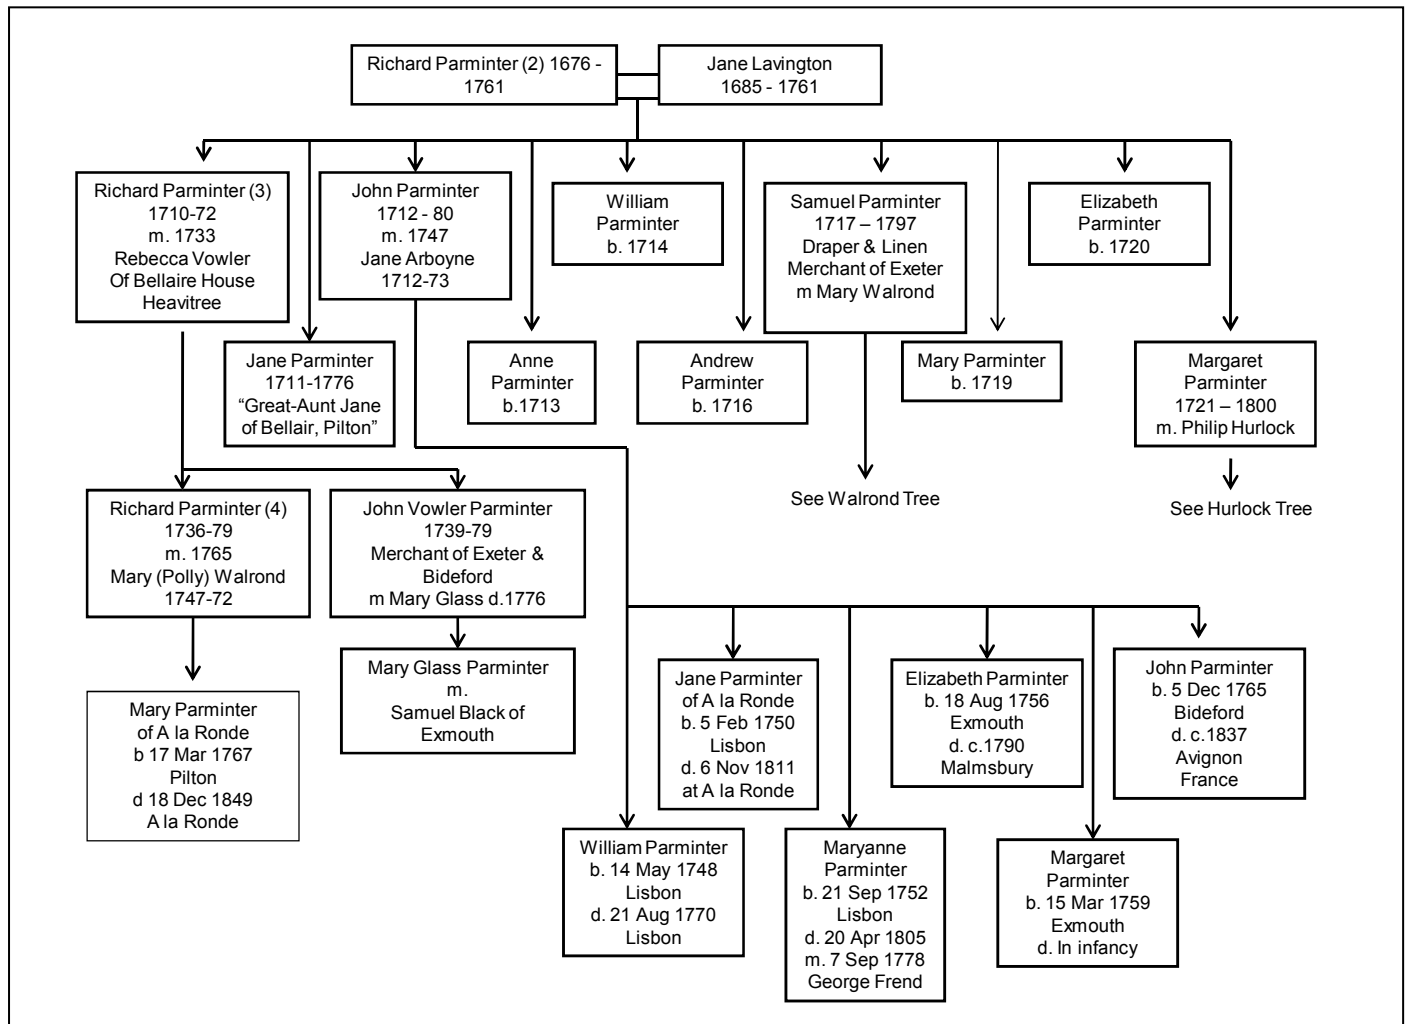 Richard Parminter (2) 1676 -
1761
Jane Lavington
1685 - 1761
Richard Parminter (3)
1710-72
m. 1733
Rebecca Vowler
Of Bellaire House
Heavitree
John Parminter
1712 - 80
m. 1747
Jane Arboyne
1712-73
William
Parminter
b. 1714
Samuel Parminter
1717 – 1797
Draper & Linen
Merchant of Exeter
m Mary Walrond
Elizabeth
Parminter
b. 1720
Jane Parminter
1711-1776
“Great-Aunt Jane
of Bellair, Pilton”
Anne
Parminter
b.1713
Andrew
Parminter
b. 1716
Mary Parminter
b. 1719
Margaret
Parminter
1721 – 1800
m. Philip Hurlock
See Walrond Tree
See Hurlock Tree
Richard Parminter (4)
1736-79
m. 1765
Mary (Polly) Walrond
1747-72
John Vowler Parminter
1739-79
Merchant of Exeter &
Bideford
m Mary Glass d.1776
Mary Parminter
of A la Ronde
b 17 Mar 1767
Pilton
d 18 Dec 1849
A la Ronde
Mary Glass Parminter
m.
Samuel Black of
Exmouth
Jane Parminter
of A la Ronde
b. 5 Feb 1750
Lisbon
d. 6 Nov 1811
at A la Ronde
Elizabeth Parminter
b. 18 Aug 1756
Exmouth
d. c.1790
Malmsbury
John Parminter
b. 5 Dec 1765
Bideford
d. c.1837
Avignon
France
William Parminter
b. 14 May 1748
Lisbon
d. 21 Aug 1770
Lisbon
Maryanne
Parminter
b. 21 Sep 1752
Lisbon
d. 20 Apr 1805
m. 7 Sep 1778
George Frend
Margaret
Parminter
b. 15 Mar 1759
Exmouth
d. In infancy